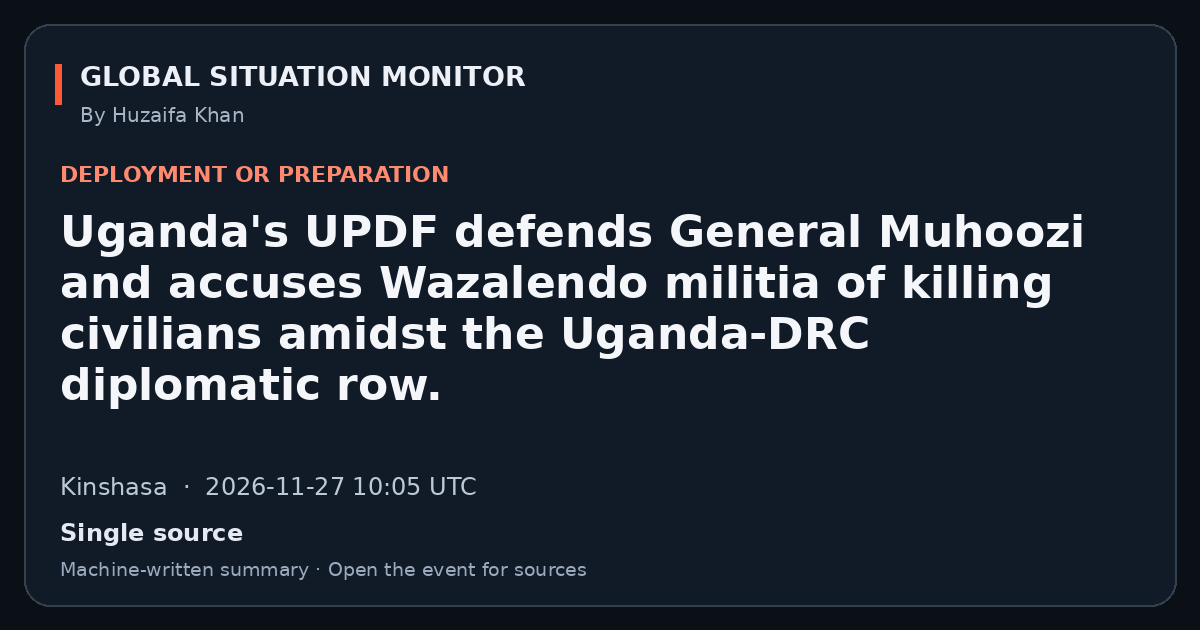 GLOBAL SITUATION MONITOR
By Huzaifa Khan
DEPLOYMENT OR PREPARATION
Uganda's UPDF defends General Muhoozi
and accuses Wazalendo militia of killing
civilians amidst the Uganda-DRC
diplomatic row.
Kinshasa · 2026-11-27 10:05 UTC
Single source
Machine-written summary · Open the event for sources